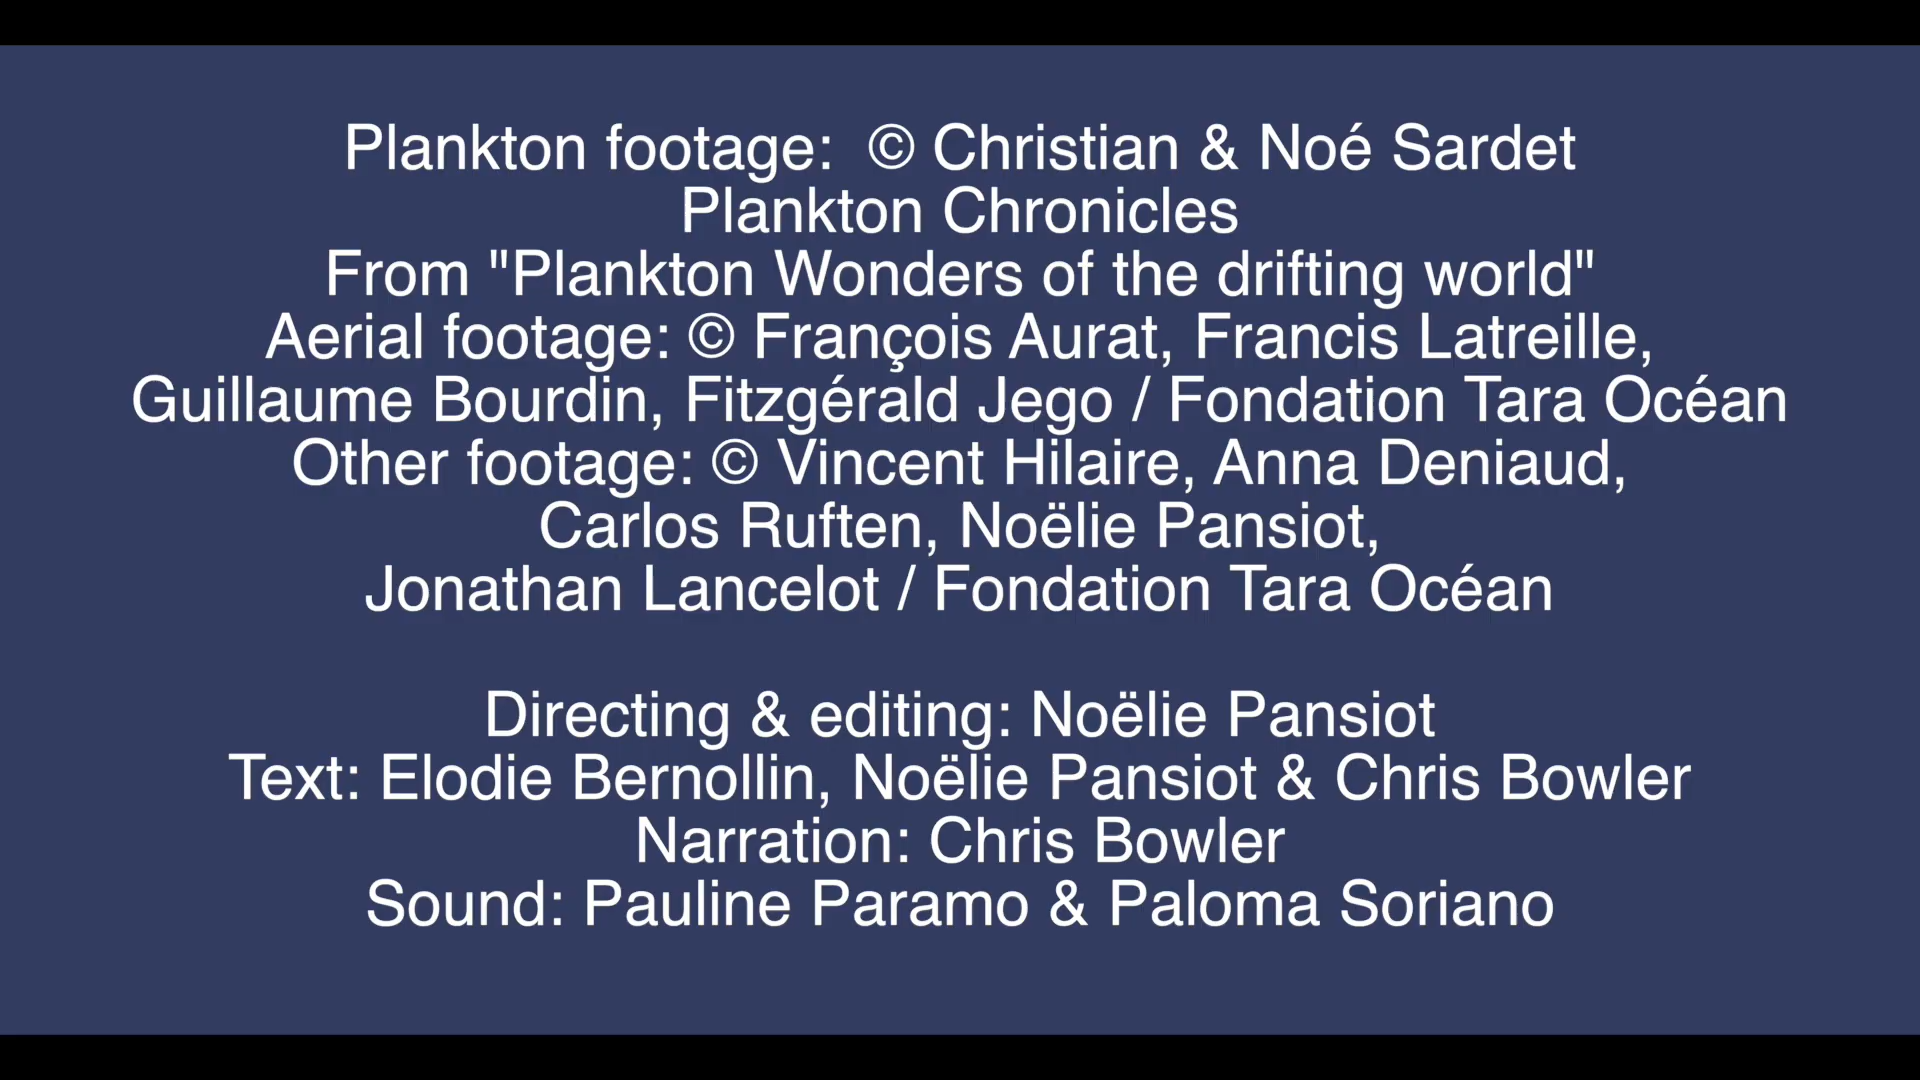 Plankton footage:  © Christian & Noé Sardet
Plankton Chronicles
From "Plankton Wonders of the drifting world"
Aerial footage: © François Aurat, Francis Latreille,
Guillaume Bourdin, Fitzgérald Jego / Fondation Tara Océan
Other footage: © Vincent Hilaire, Anna Deniaud,
Carlos Ruften, Noëlie Pansiot,
Jonathan Lancelot / Fondation Tara Océan
Directing & editing: Noëlie Pansiot
Text: Elodie Bernollin, Noëlie Pansiot & Chris Bowler
Narration: Chris Bowler
Sound: Pauline Paramo & Paloma Soriano